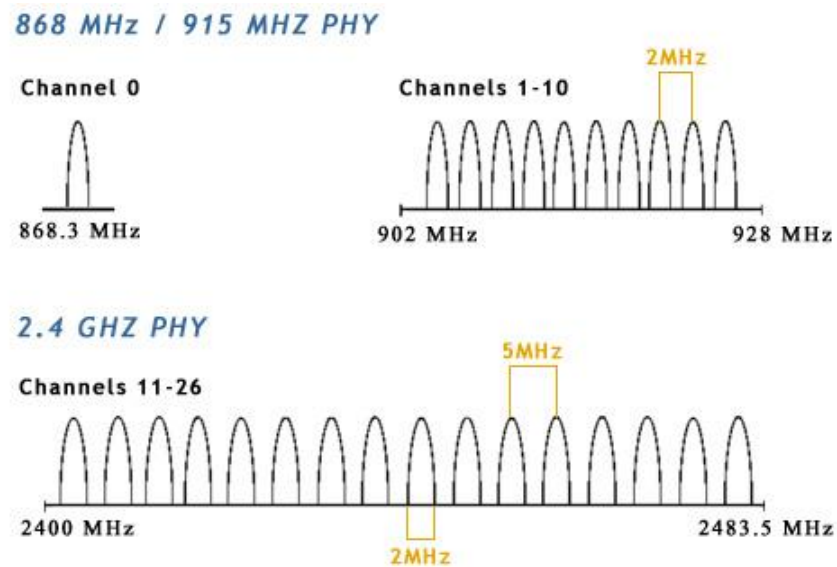 868 MHz / 915 MHZ PHY
2MHz
Channel 0
Channels 1-10
868.3 MHz
902 MHz
928 MHz
2.4 GHZ PHY
5MHz
Channels 11-26
2400 MHz
2483.5 MHz
2MHz